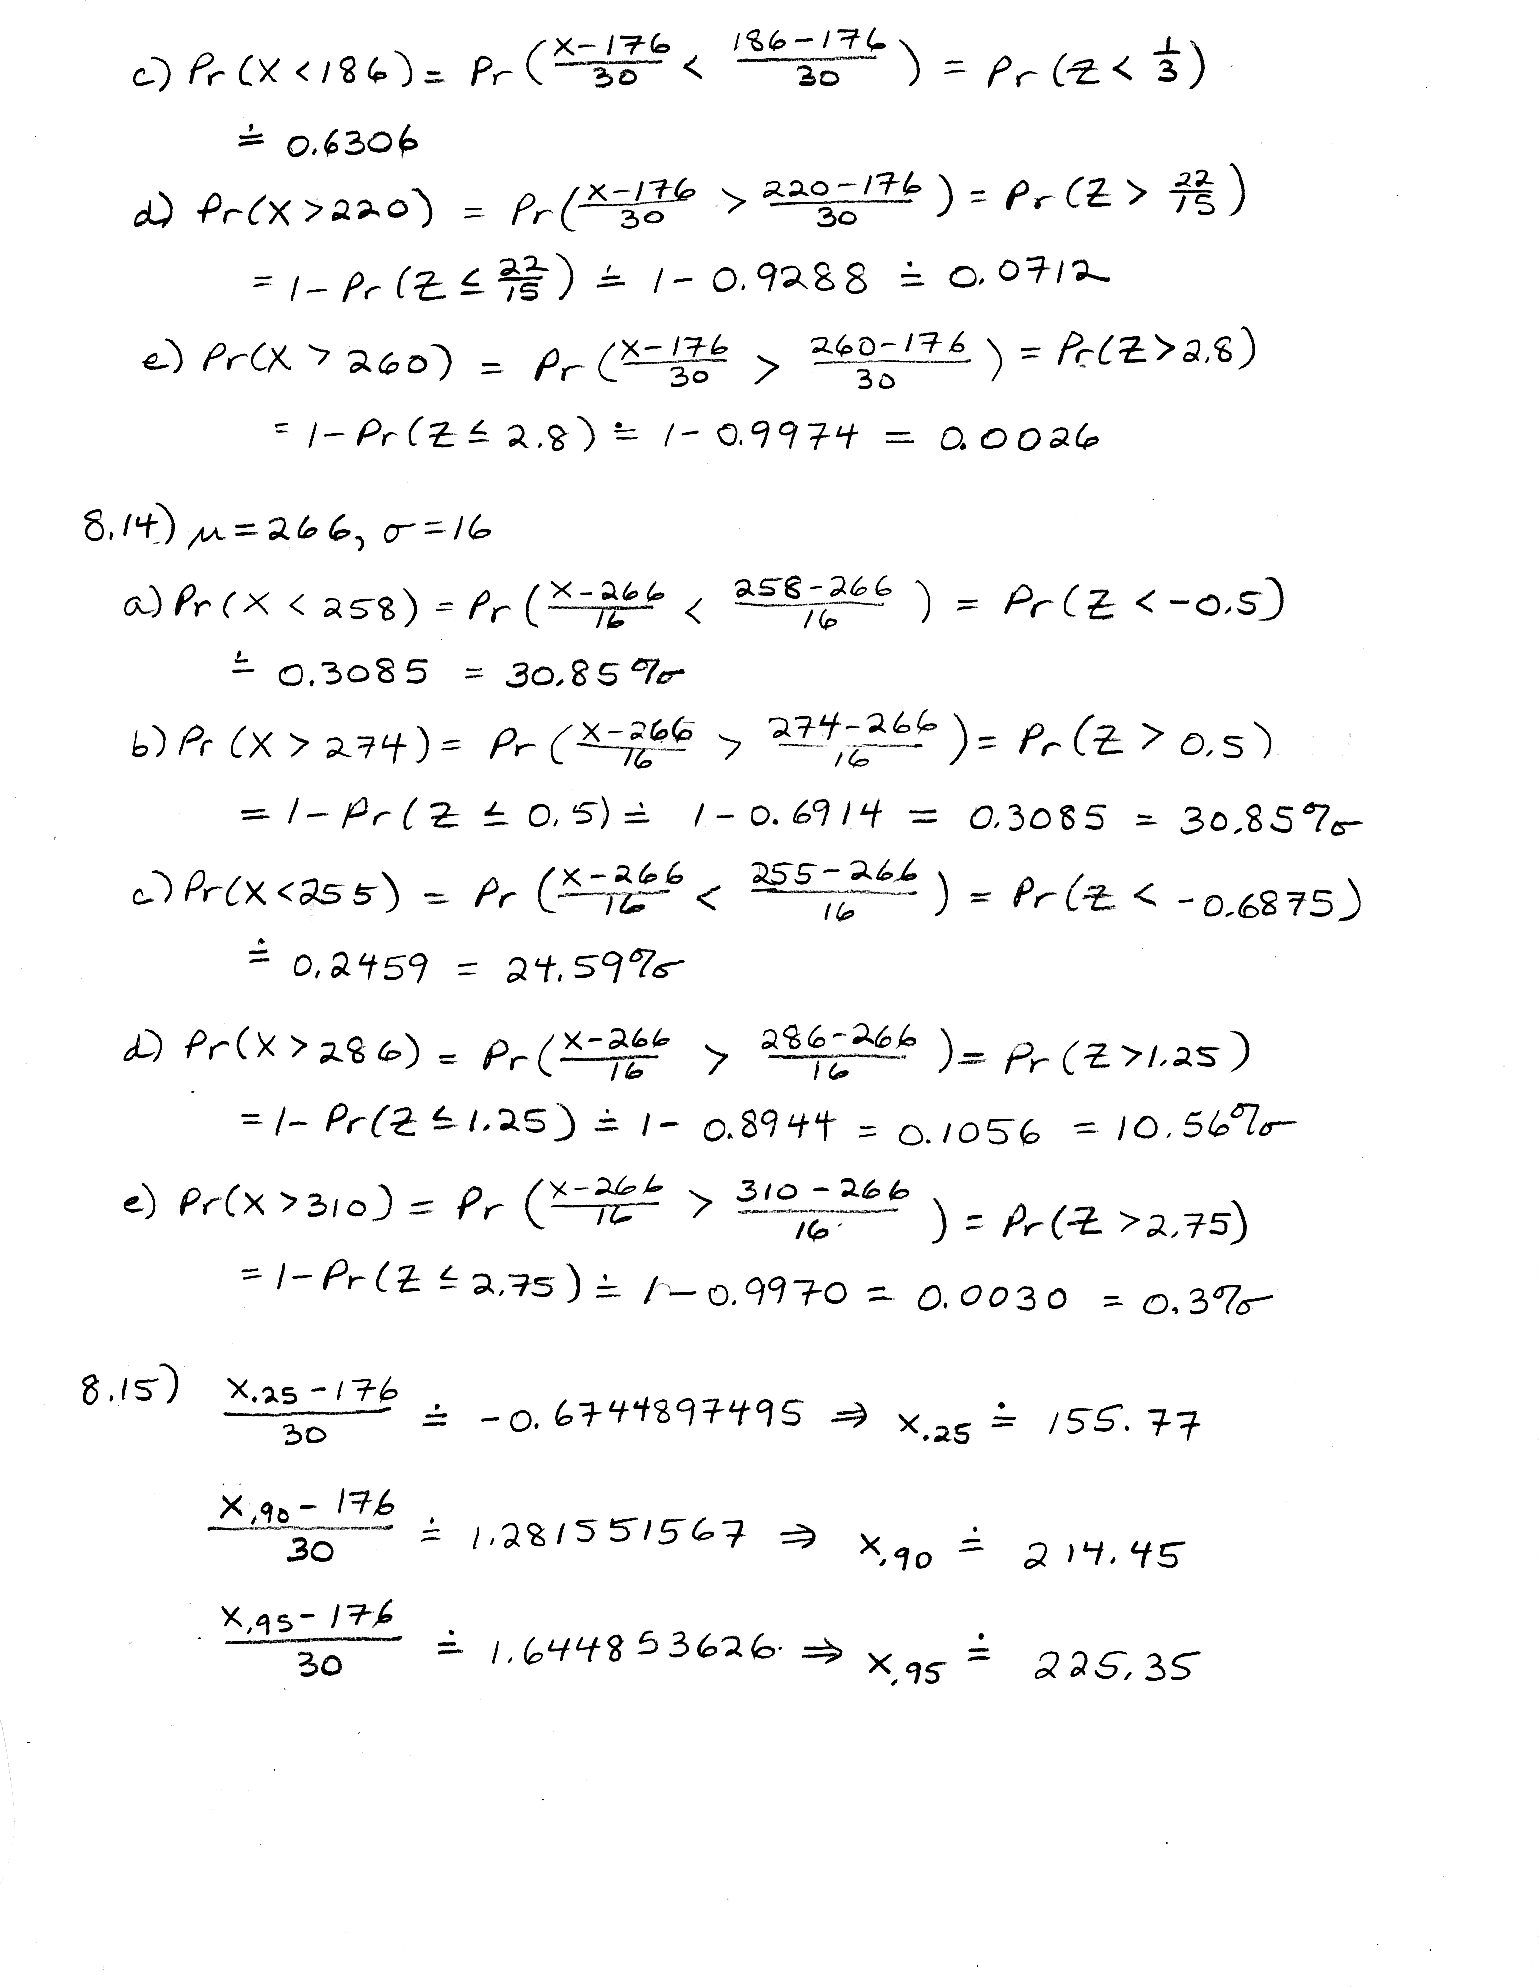 c) Pr(X<186) = Pr((X-176)/30 < (186-176)/30) = Pr(Z < 1/3)
≐ 0.6306
d) Pr(X>220) = Pr((X-176)/30 > (220-176)/30) = Pr(Z > 22/15)
= 1-Pr(Z ≤ 22/15) ≐ 1-0.9288 ≐ 0.0712
e) Pr(X > 260) = Pr((X-176)/30 > (260-176)/30) = Pr(Z>2.8)
= 1-Pr(Z ≤ 2.8) ≐ 1-0.9974 = 0.0026
8.14) μ=266, σ=16
a) Pr(X < 258) = Pr((X-266)/16 < (258-266)/16) = Pr(Z < -0.5)
≐ 0.3085 = 30.85%
b) Pr(X > 274) = Pr((X-266)/16 > (274-266)/16) = Pr(Z > 0.5)
= 1-Pr(Z ≤ 0.5) ≐ 1-0.6914 = 0.3085 = 30.85%
c) Pr(X<255) = Pr((X-266)/16 < (255-266)/16) = Pr(Z < -0.6875)
≐ 0.2459 = 24.59%
d) Pr(X>286) = Pr((X-266)/16 > (286-266)/16) = Pr(Z>1.25)
= 1-Pr(Z ≤ 1.25) ≐ 1-0.8944 = 0.1056 = 10.56%
e) Pr(X>310) = Pr((X-266)/16 > (310-266)/16) = Pr(Z >2.75)
= 1-Pr(Z ≤ 2.75) ≐ 1-0.9970 = 0.0030 = 0.3%
8.15) (X.25-176)/30 ≐ -0.6744897495 ⇒ X.25 ≐ 155.77
(X.90-176)/30 ≐ 1.281551567 ⇒ X.90 ≐ 214.45
(X.95-176)/30 ≐ 1.644853626 ⇒ X.95 ≐ 225.35